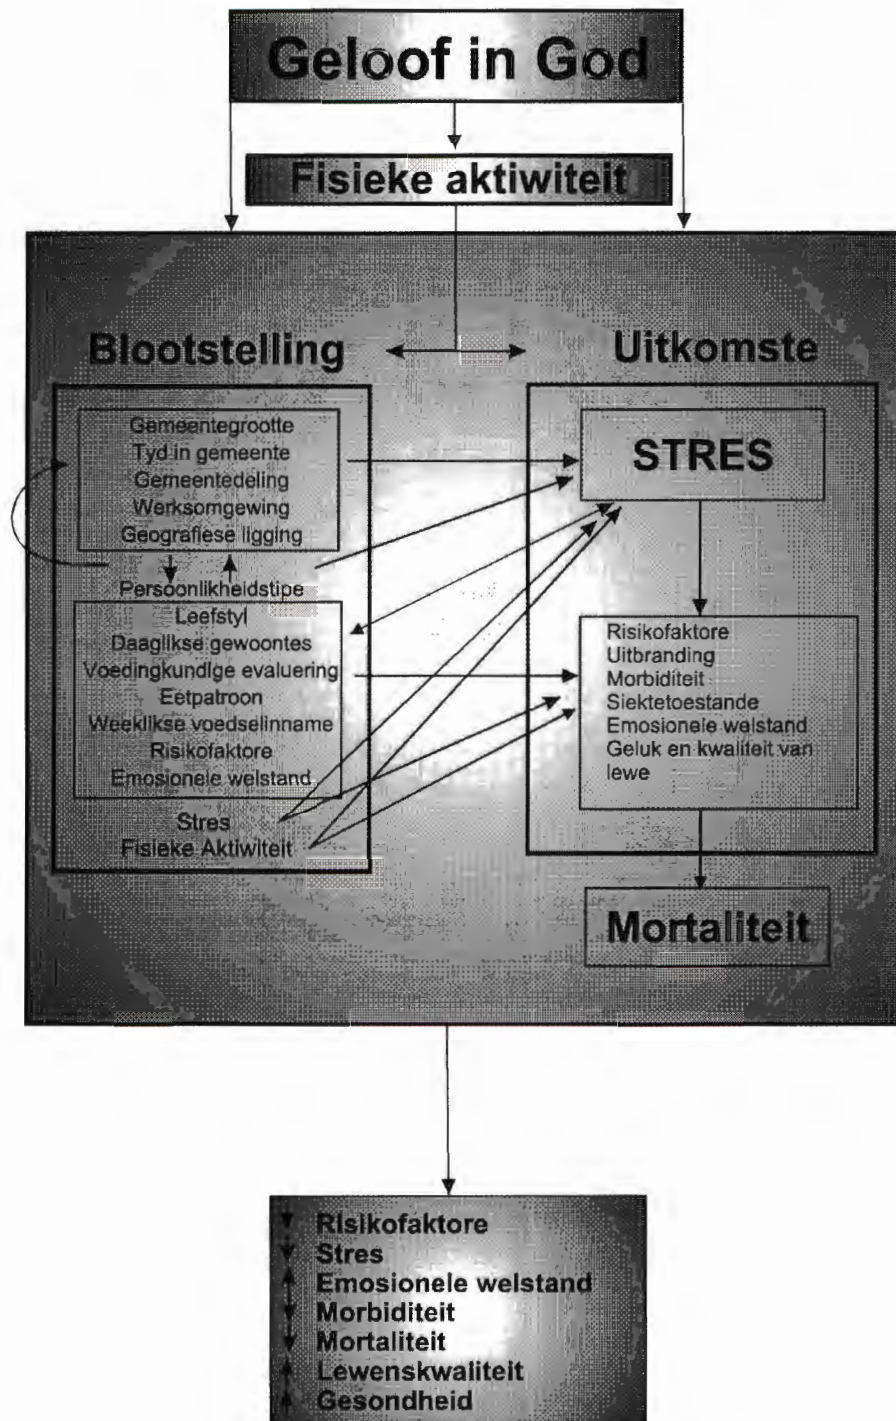 Geloof in God
Fisieke aktiwiteit
Blootstelling
Gemeentegrootte
Tyd in gemeente
Gemeentedeling
Werksomgewing
Geografiese ligging
Persoonlikheidstipe
Leefstyl
Daaglikse gewoontes
Voedingkundige evaluering
Eetpatroon
Weeklikse voedselinname
Risikofaktore
Emosionele welstand
Stres
Fisieke Aktiwiteit
Uitkomste
STRES
Risikofaktore
Uitbranding
Morbiditeit
Siektetoestande
Emosionele welstand
Geluk en kwaliteit van
lewe
Mortaliteit
Risikofaktore
Stres
Emosionele welstand
Morbiditeit
Mortaliteit
Lewenskwaliteit
Gesondheid